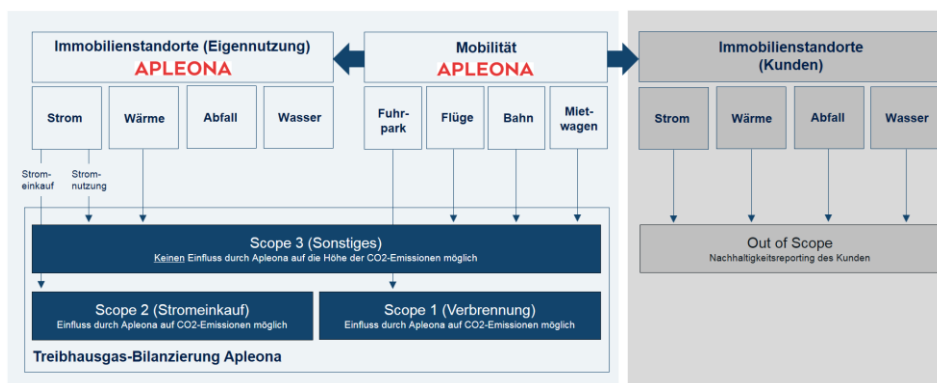 Immobilienstandorte (Eigennutzung)
APLEONA
Mobilität
APLEONA
Immobilienstandorte
(Kunden)
Strom
Wärme
Abfall
Wasser
Fuhr-
park
Flüge
Bahn
Miet-
wagen
Strom
Wärme
Abfall
Wasser
Strom-
einkauf
Strom-
nutzung
Scope 3 (Sonstiges)
Keinen Einfluss durch Apleona auf die Höhe der CO2-Emissionen möglich
Out of Scope
Nachhaltigkeitsreporting des Kunden
Scope 2 (Stromeinkauf)
Einfluss durch Apleona auf CO2-Emissionen möglich
Scope 1 (Verbrennung)
Einfluss durch Apleona auf CO2-Emissionen möglich
Treibhausgas-Bilanzierung Apleona